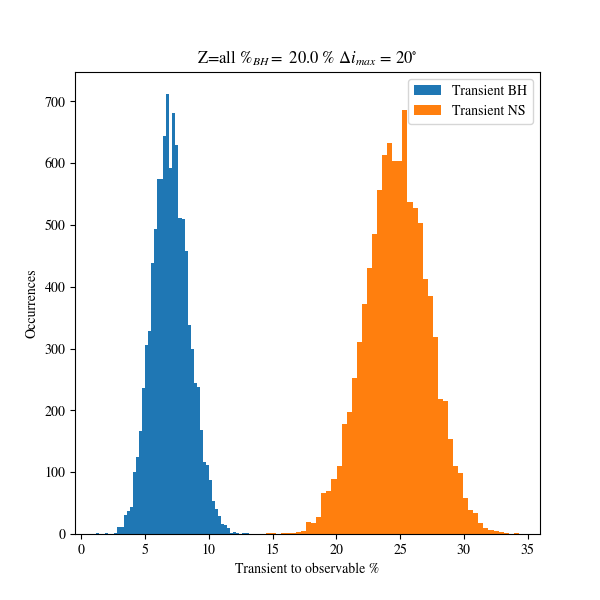 Z=all %BH = 20.0 % Δimax = 20°
Transient BH
Transient NS
Occurrences
700
600
500
400
300
200
100
0
0 5 10 15 20 25 30 35
Transient to observable %